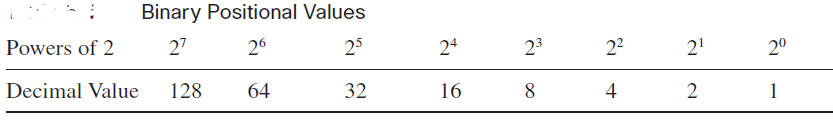 Binary Positional Values
Powers of 2 2⁷ 2⁶ 2⁵ 2⁴ 2³ 2² 2¹ 2⁰
Decimal Value 128 64 32 16 8 4 2 1